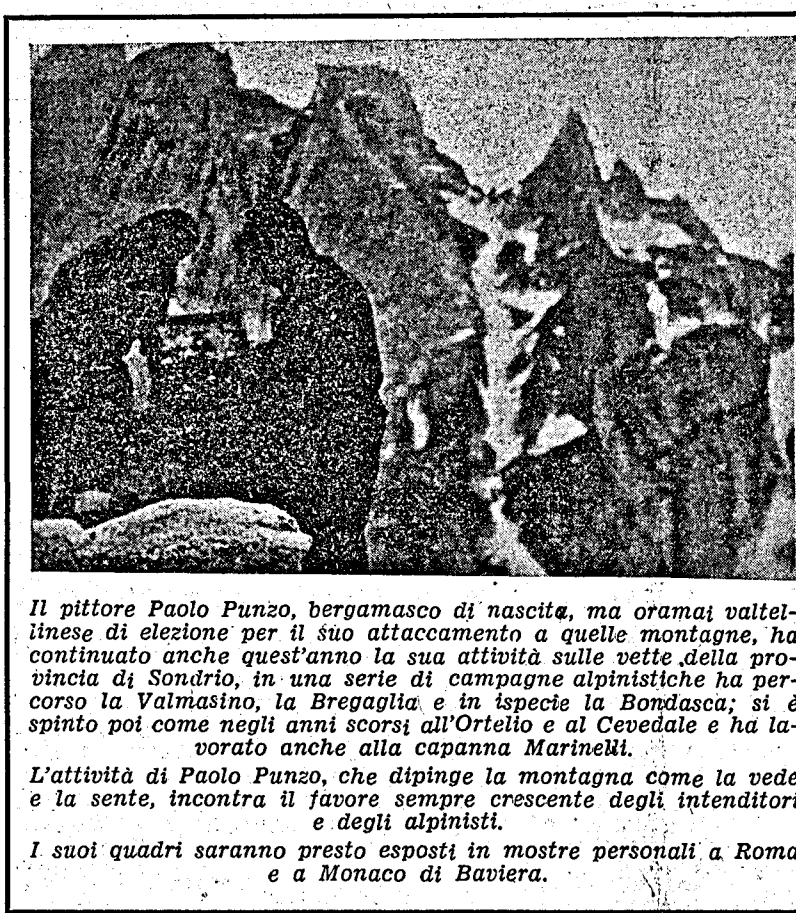 Il pittore Paolo Punzo, bergamasco di nascita, ma oramai valtel-
linese di elezione per il suo attaccamento a quelle montagne, ha
continuato anche quest'anno la sua attività sulle vette della pro-
vincia di Sondrio, in una serie di campagne alpinistiche ha per-
corso la Valmasino, la Bregaglia e in ispecie la Bondasca; si è
spinto poi come negli anni scorsi all'Ortelio e al Cevedale e ha la-
vorato anche alla capanna Marinelli.
L'attività di Paolo Punzo, che dipinge la montagna come la vede
e la sente, incontra il favore sempre crescente degli intenditori
e degli alpinisti.
I suoi quadri saranno presto esposti in mostre personali a Roma
e a Monaco di Baviera.